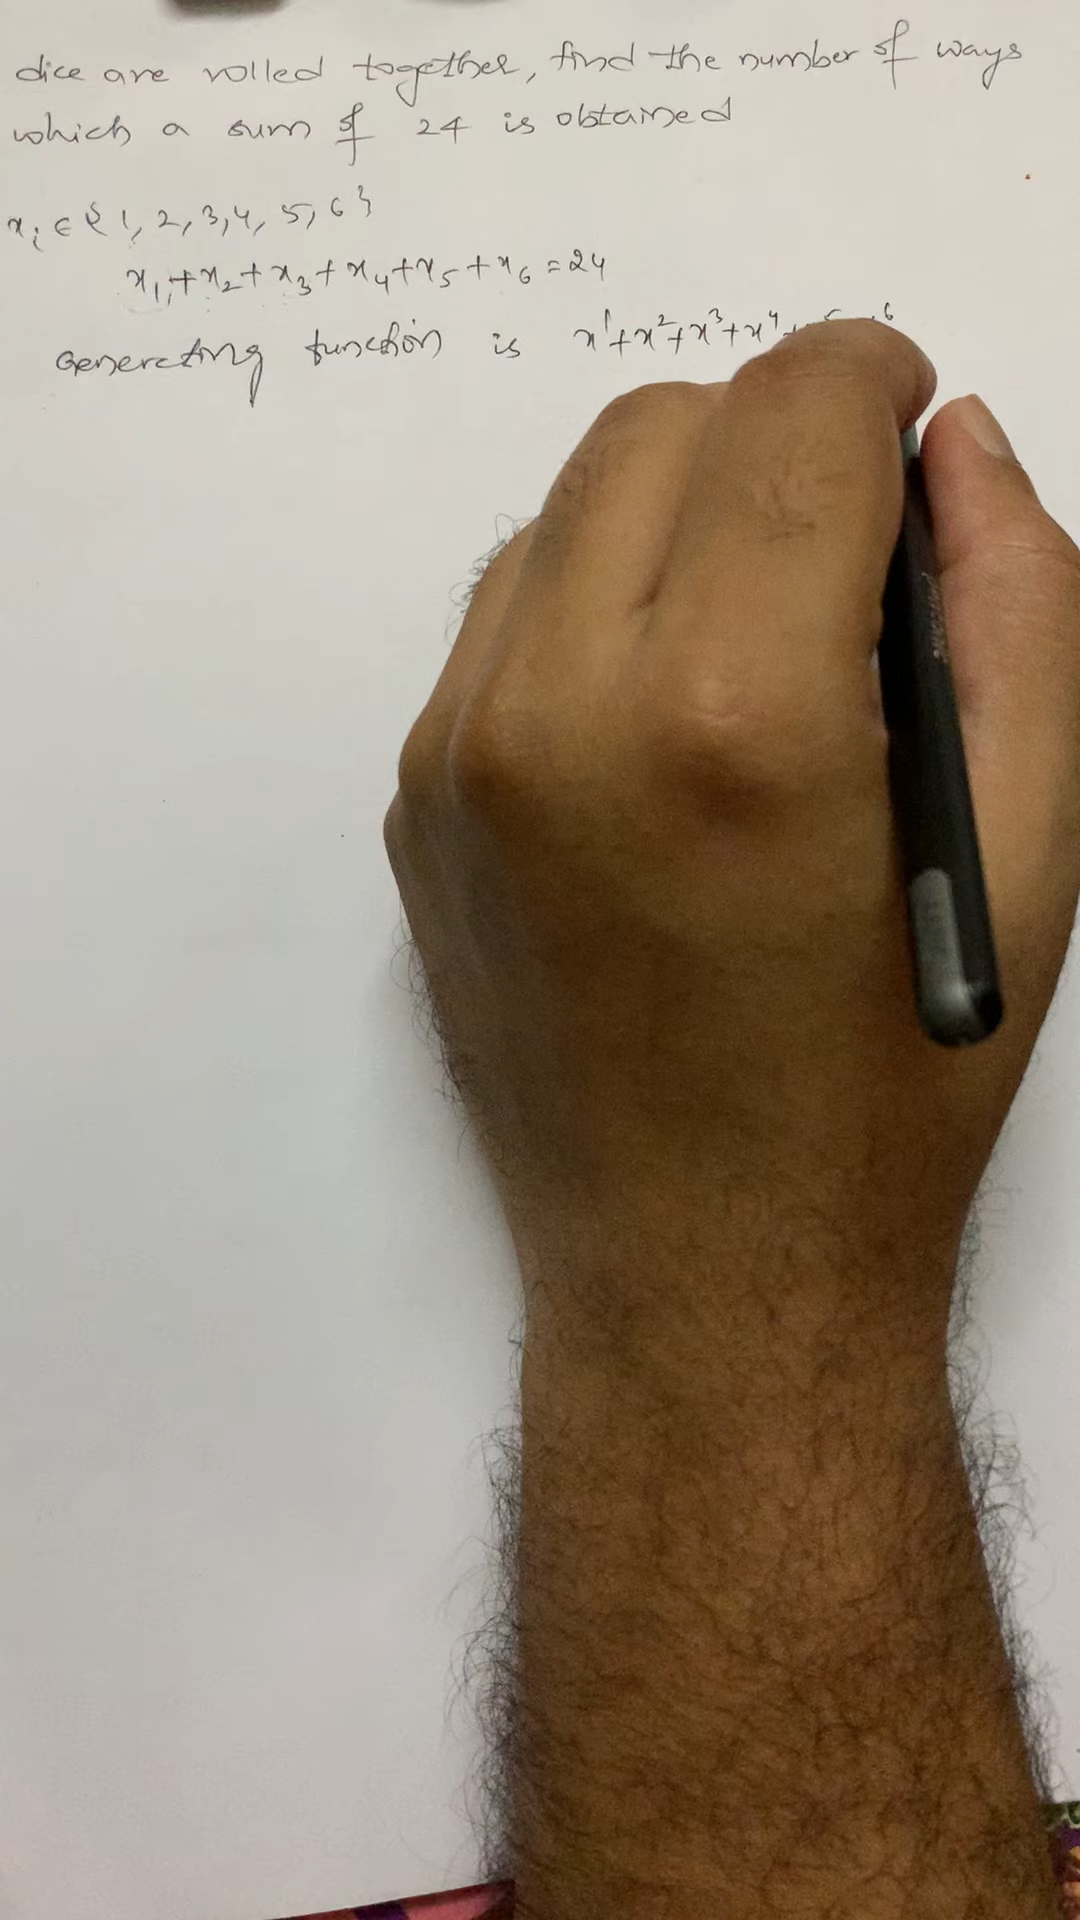 dice are rolled together, find the number of ways
which a sum of 24 is obtained
xᵢ ∈ {1, 2, 3, 4, 5, 6}
x₁ + x₂ + x₃ + x₄ + x₅ + x₆ = 24
Generating function is x¹ + x² + x³ + x⁴ +